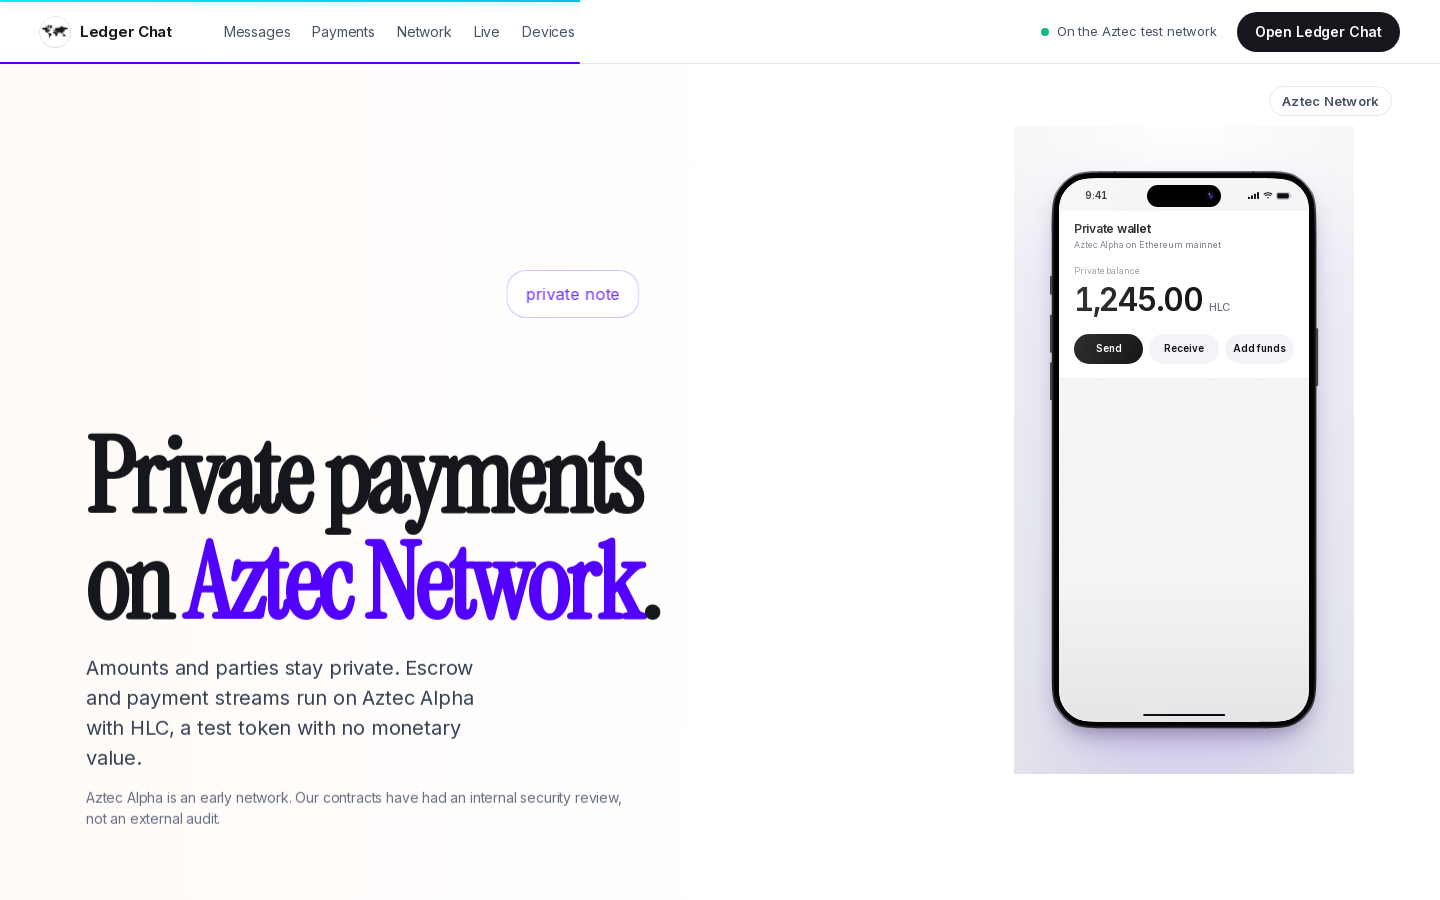 Ledger Chat
Messages
Payments
Network
Live
Devices
On the Aztec test network
Open Ledger Chat
Aztec Network
9:41
Private wallet
Aztec Alpha on Ethereum mainnet
Private balance
1,245.00 HLC
Send
Receive
Add funds
private note
Private payments
on Aztec Network.
Amounts and parties stay private. Escrow
and payment streams run on Aztec Alpha
with HLC, a test token with no monetary
value.
Aztec Alpha is an early network. Our contracts have had an internal security review,
not an external audit.